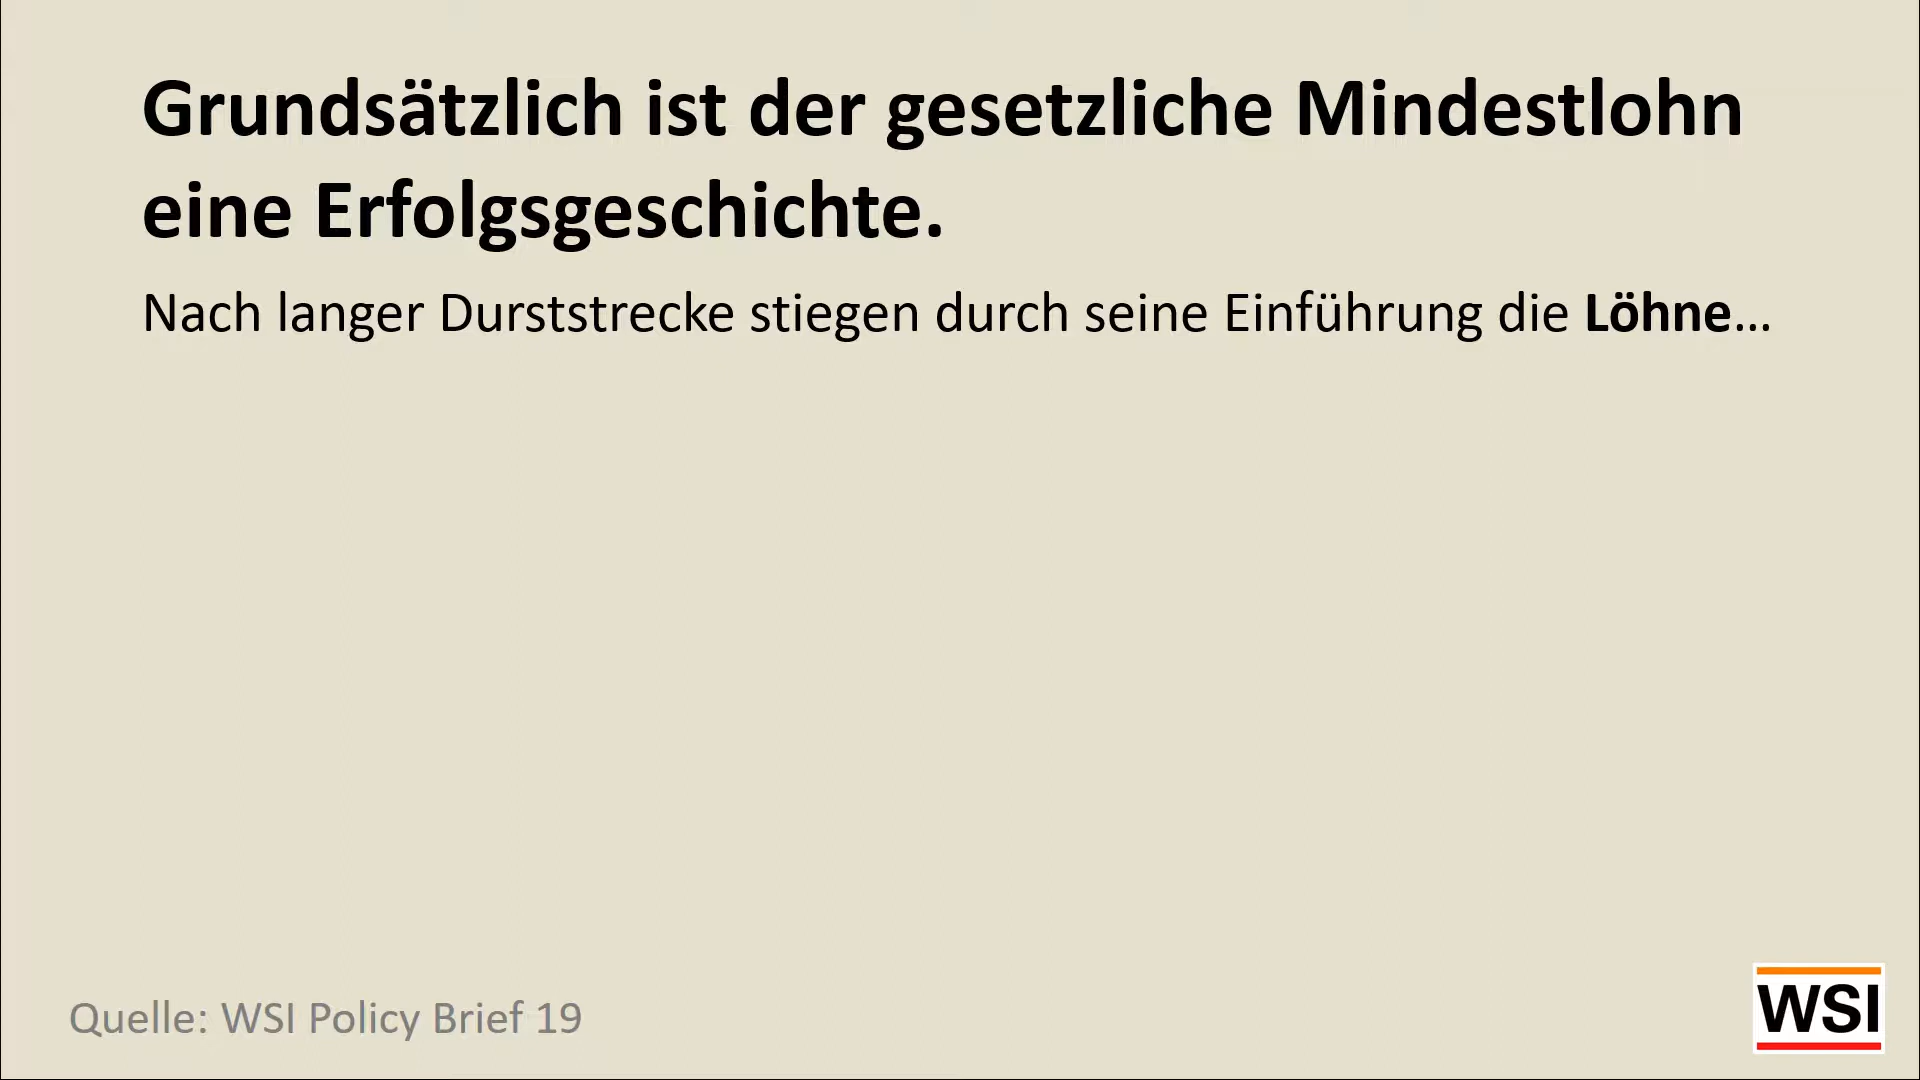 Grundsätzlich ist der gesetzliche Mindestlohn
eine Erfolgsgeschichte.
Nach langer Durststrecke stiegen durch seine Einführung die Löhne…
Quelle: WSI Policy Brief 19
WSI